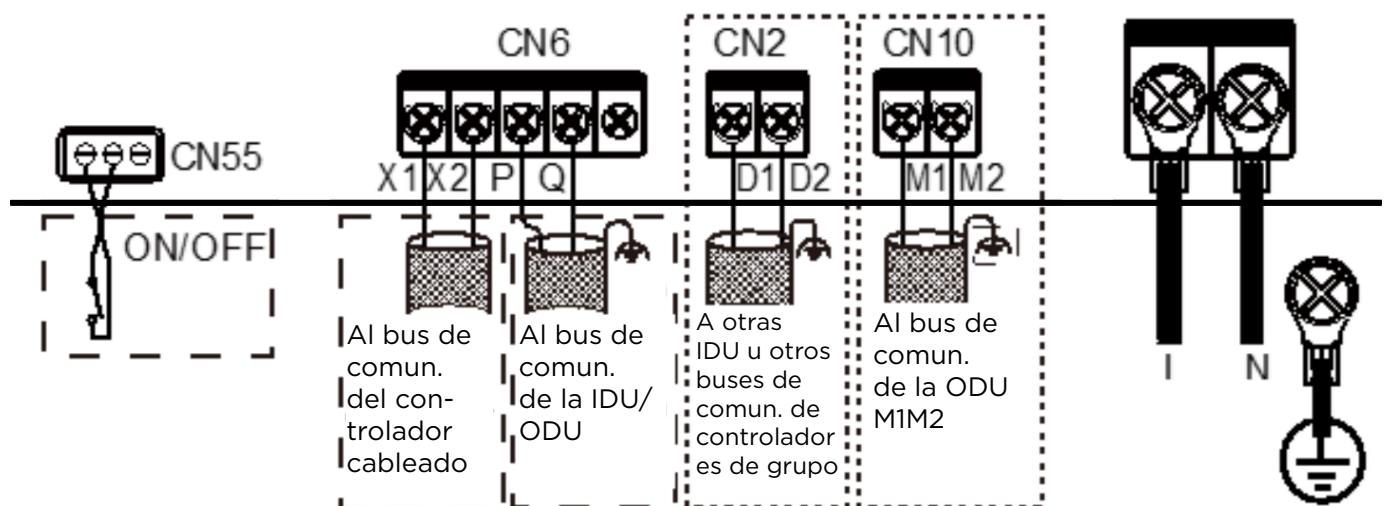 CN55
ON/OFF
CN6
X1 X2 P Q
Al bus de
comun.
del con-
trolador
cableado
Al bus de
comun.
de la IDU/
ODU
CN2
D1 D2
A otras
IDU u otros
buses de
comun. de
controlador
es de grupo
CN10
M1 M2
Al bus de
comun.
de la ODU
M1M2
I N